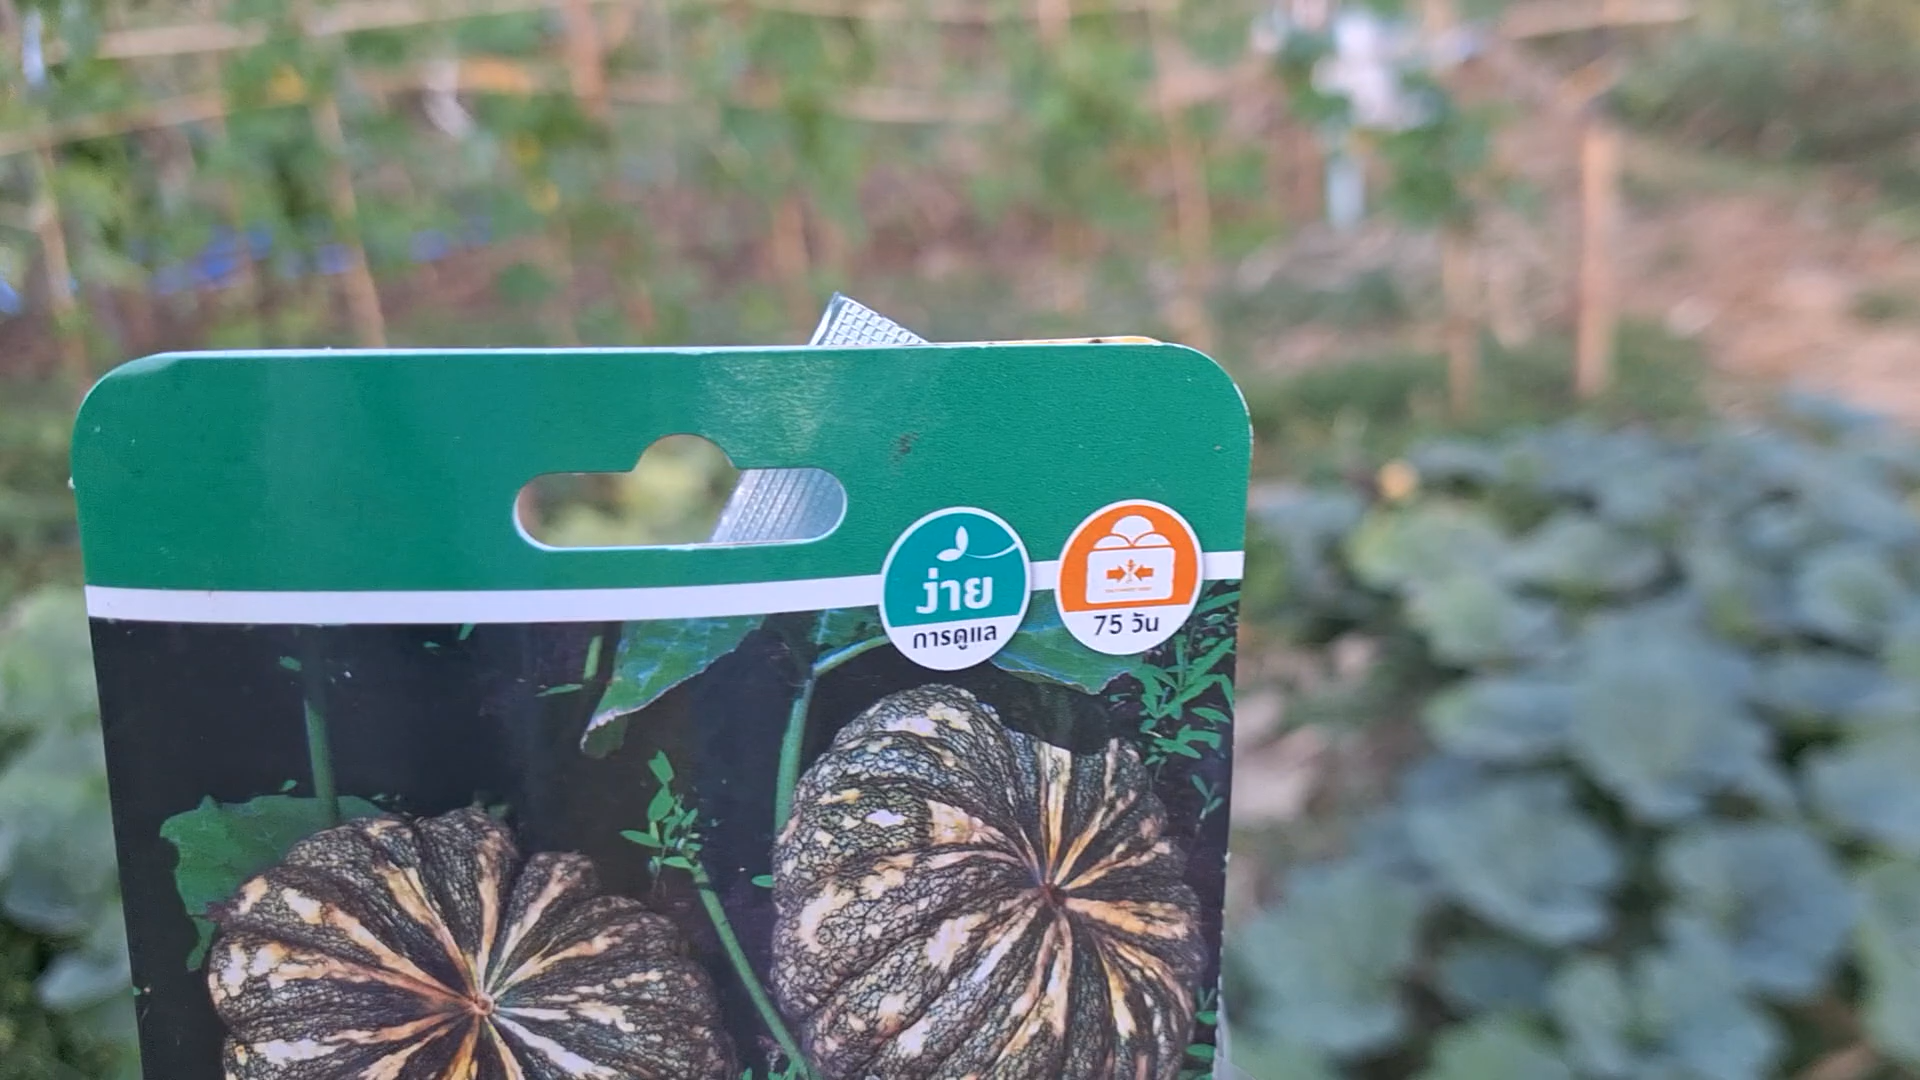 ง่าย
การดูแล
75 วัน